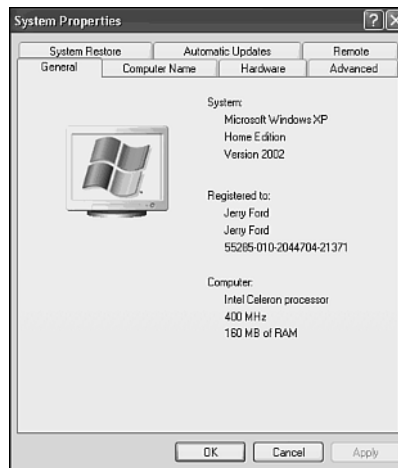 System Properties
System Restore Automatic Updates Remote
General Computer Name Hardware Advanced
System:
Microsoft Windows XP
Home Edition
Version 2002
Registered to:
Jerry Ford
Jerry Ford
55285-010-2044704-21371
Computer:
Intel Celeron processor
400 MHz
160 MB of RAM
OK Cancel Apply